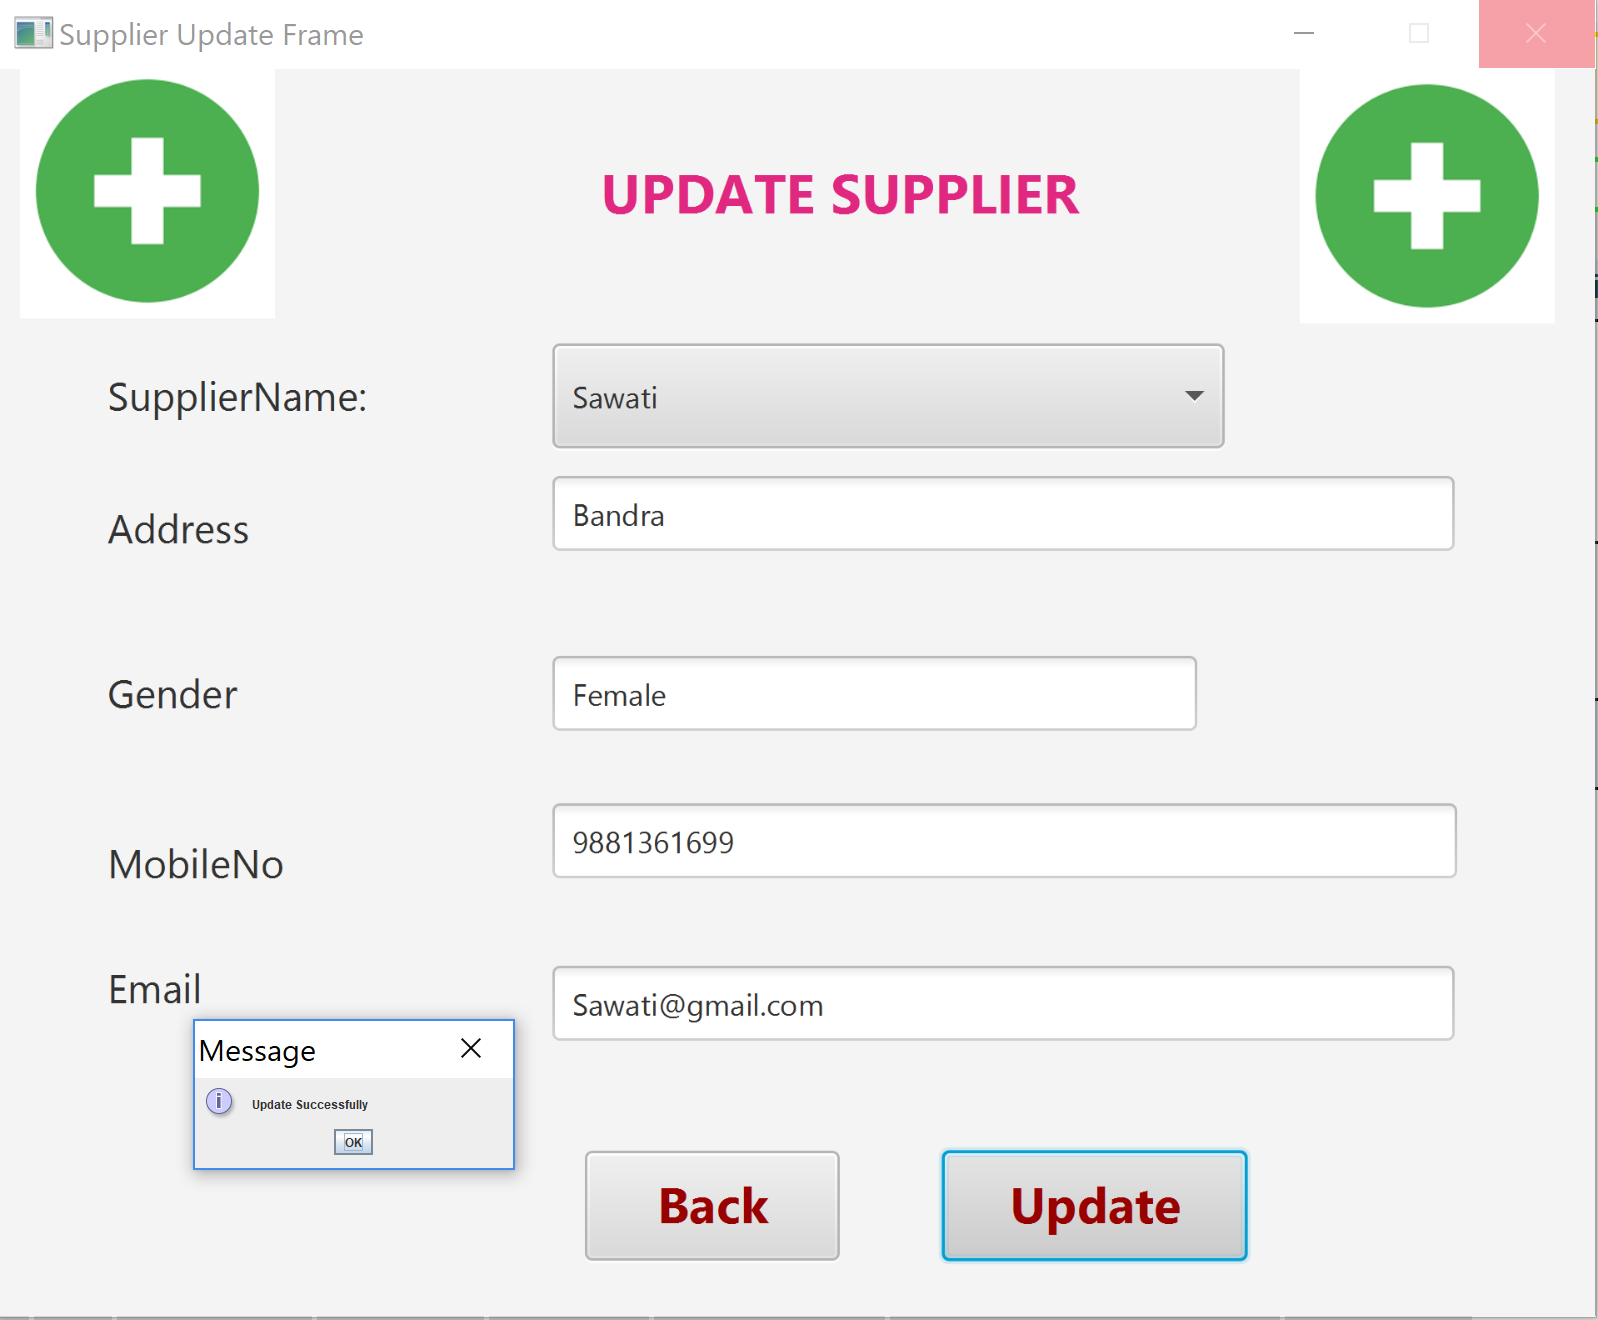 Supplier Update Frame
UPDATE SUPPLIER
SupplierName:
Sawati
Address
Bandra
Gender
Female
MobileNo
9881361699
Email
Sawati@gmail.com
Message
Update Successfully
OK
Back
Update